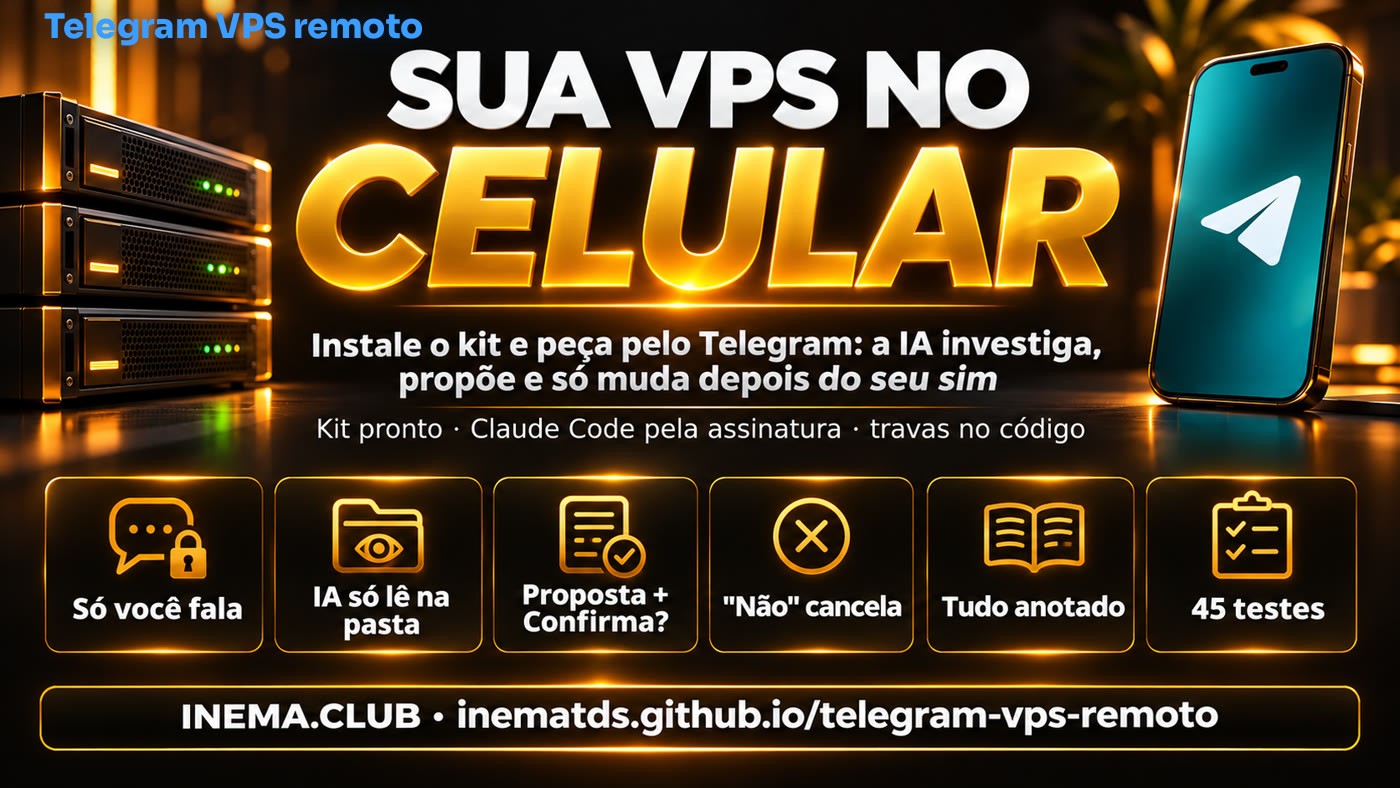 Telegram VPS remoto
SUA VPS NO
CELULAR
Instale o kit e peça pelo Telegram: a IA investiga,
propõe e só muda depois do seu sim
Kit pronto · Claude Code pela assinatura · travas no código
Só você fala
IA só lê na
pasta
Proposta +
Confirma?
"Não" cancela
Tudo anotado
45 testes
INEMA.CLUB • inematds.github.io/telegram-vps-remoto